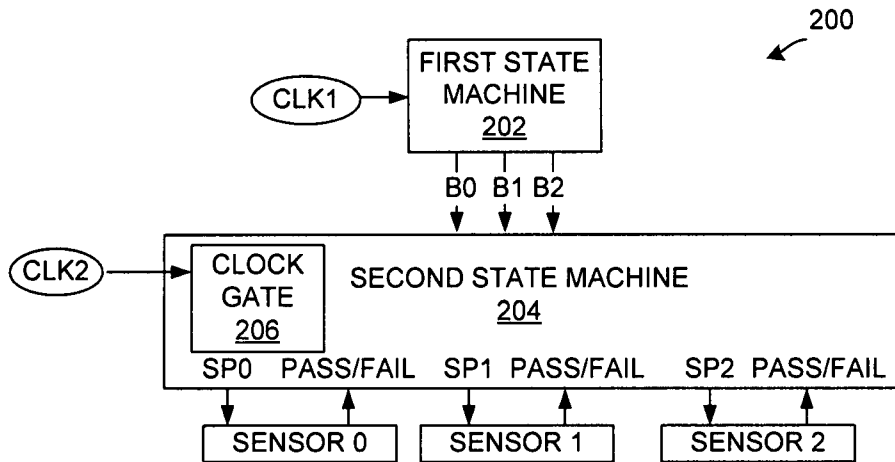 200
FIRST STATE
MACHINE
202
CLK1
B0 B1 B2
CLK2
CLOCK
GATE
206
SECOND STATE MACHINE
204
SP0 PASS/FAIL SP1 PASS/FAIL SP2 PASS/FAIL
SENSOR 0 SENSOR 1 SENSOR 2